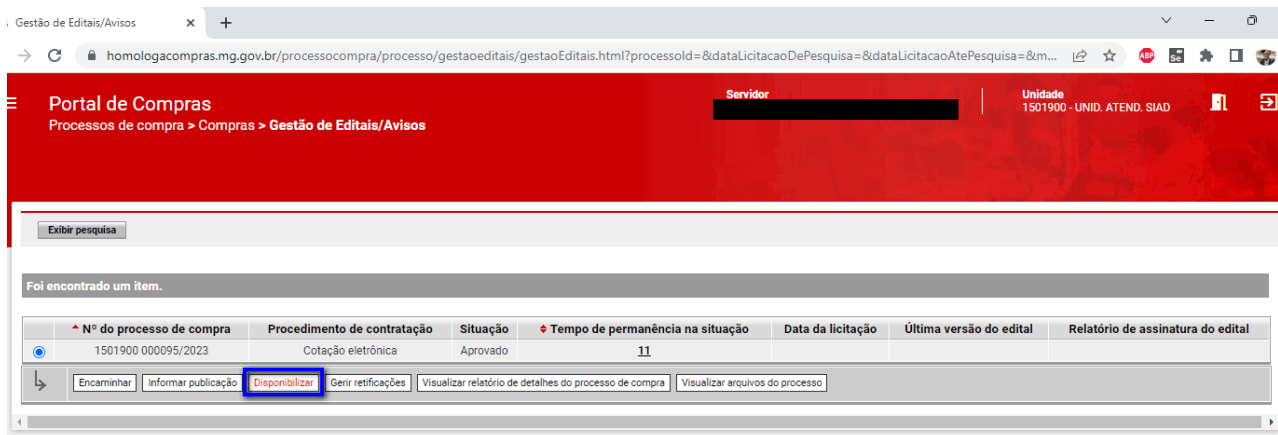 Gestão de Editais/Avisos
homologacompras.mg.gov.br/processocompra/processo/gestaoeditais/gestaoEditais.html?processoId=&dataLicitacaoDePesquisa=&dataLicitacaoAtePesquisa=&m...
ABP
Se
Portal de Compras
Processos de compra > Compras > Gestão de Editais/Avisos
Servidor
Unidade
1501900 - UNID. ATEND. SIAD
Exibir pesquisa
Foi encontrado um item.
Nº do processo de compra Procedimento de contratação Situação Tempo de permanência na situação Data da licitação Última versão do edital Relatório de assinatura do edital
1501900 000095/2023 Cotação eletrônica Aprovado 11
Encaminhar Informar publicação Disponibilizar Gerir retificações Visualizar relatório de detalhes do processo de compra Visualizar arquivos do processo